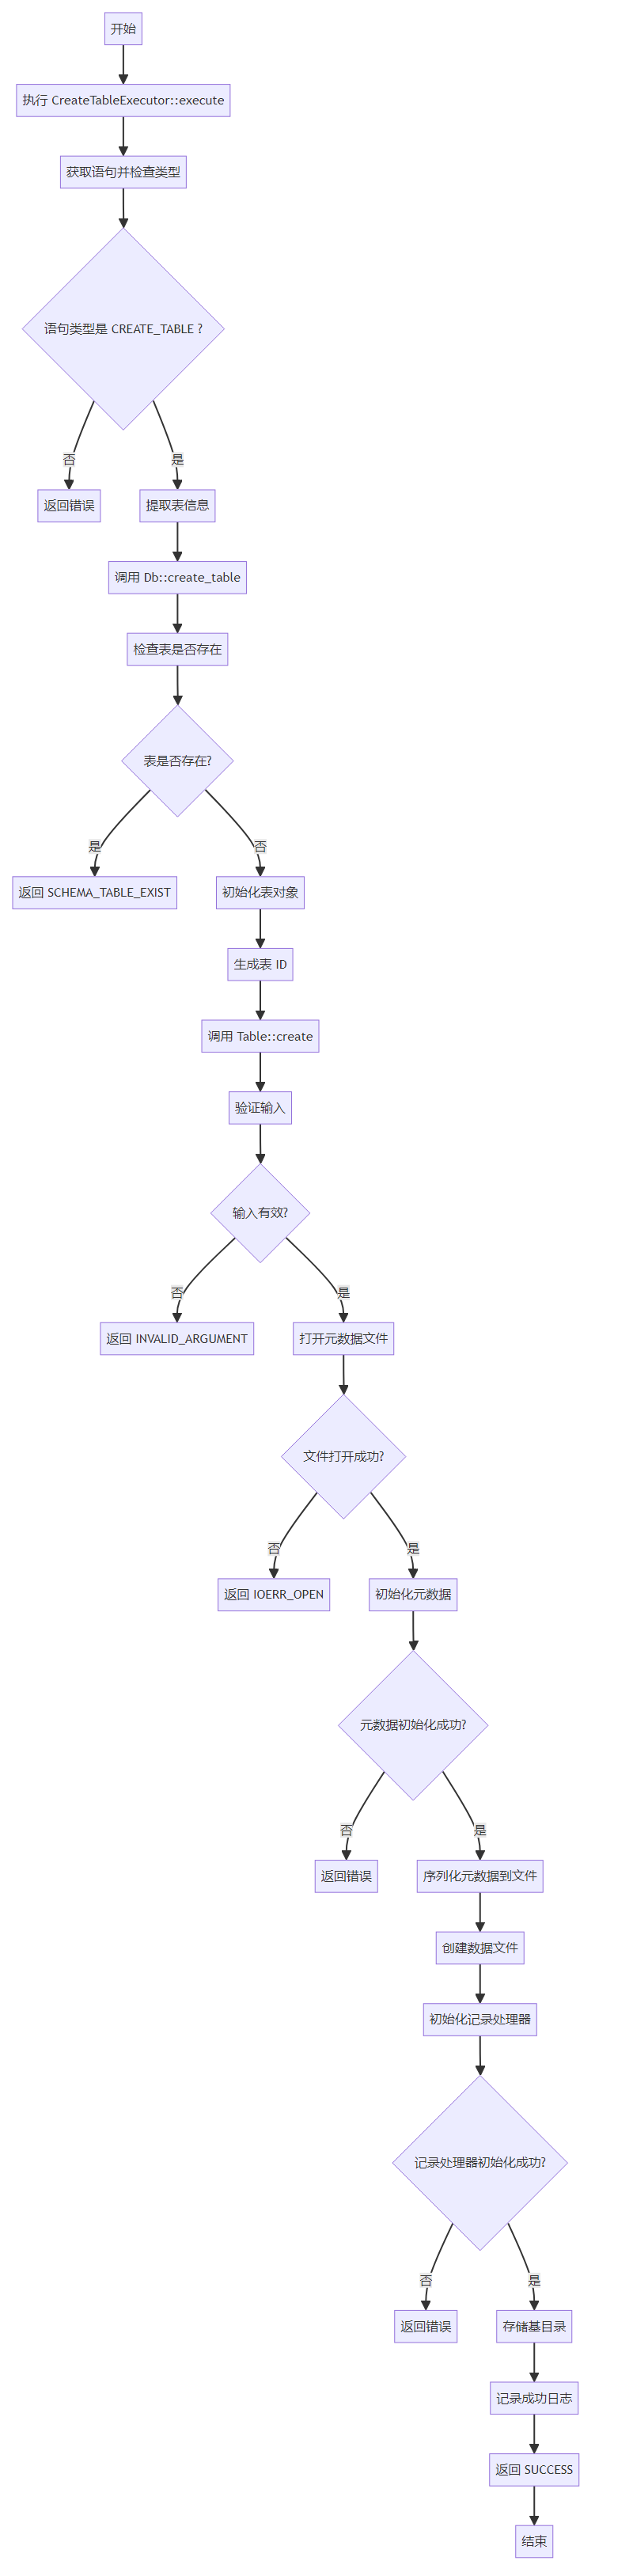 开始
执行 CreateTableExecutor::execute
获取语句并检查类型
语句类型是 CREATE_TABLE ?
否
是
返回错误
提取表信息
调用 Db::create_table
检查表是否存在
表是否存在?
是
否
返回 SCHEMA_TABLE_EXIST
初始化表对象
生成表 ID
调用 Table::create
验证输入
输入有效?
否
是
返回 INVALID_ARGUMENT
打开元数据文件
文件打开成功?
否
是
返回 IOERR_OPEN
初始化元数据
元数据初始化成功?
否
是
返回错误
序列化元数据到文件
创建数据文件
初始化记录处理器
记录处理器初始化成功?
否
是
返回错误
存储基目录
记录成功日志
返回 SUCCESS
结束